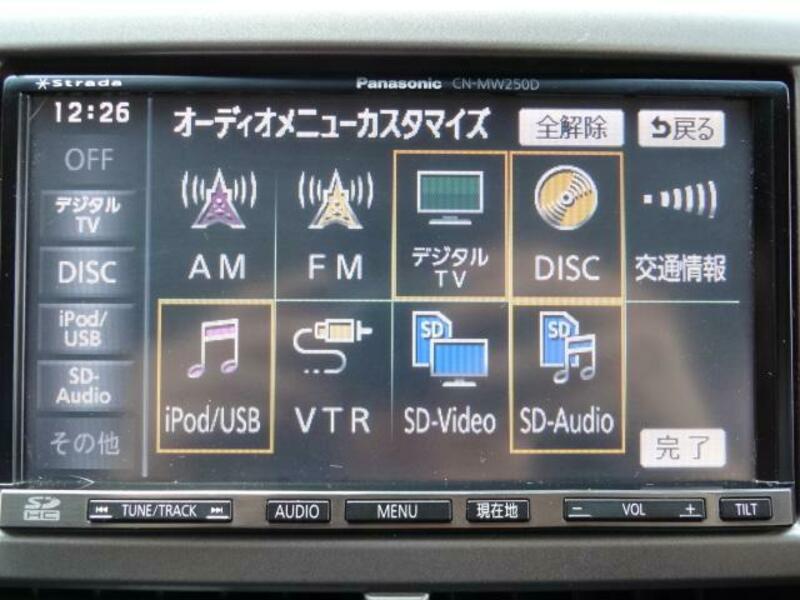 Strada Panasonic CN-MW250D
12:26 オーディオメニューカスタマイズ 全解除 戻る
OFF
デジタル
TV
DISC
iPod/
USB
SD-
Audio
その他
AM FM デジタル
TV DISC 交通情報
SD SD
iPod/USB VTR SD-Video SD-Audio
完了
SD
HC TUNE/TRACK AUDIO MENU 現在地 − VOL + TILT